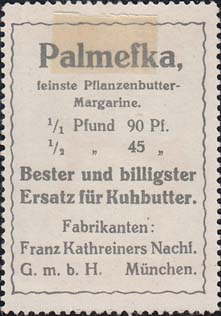 Palmefka,
feinste Pflanzenbutter-
Margarine.
1/1 Pfund 90 Pf.
1/2 „ 45 „
Bester und billigster
Ersatz für Kuhbutter.
Fabrikanten:
Franz Kathreiners Nachf.
G. m. b. H. München.